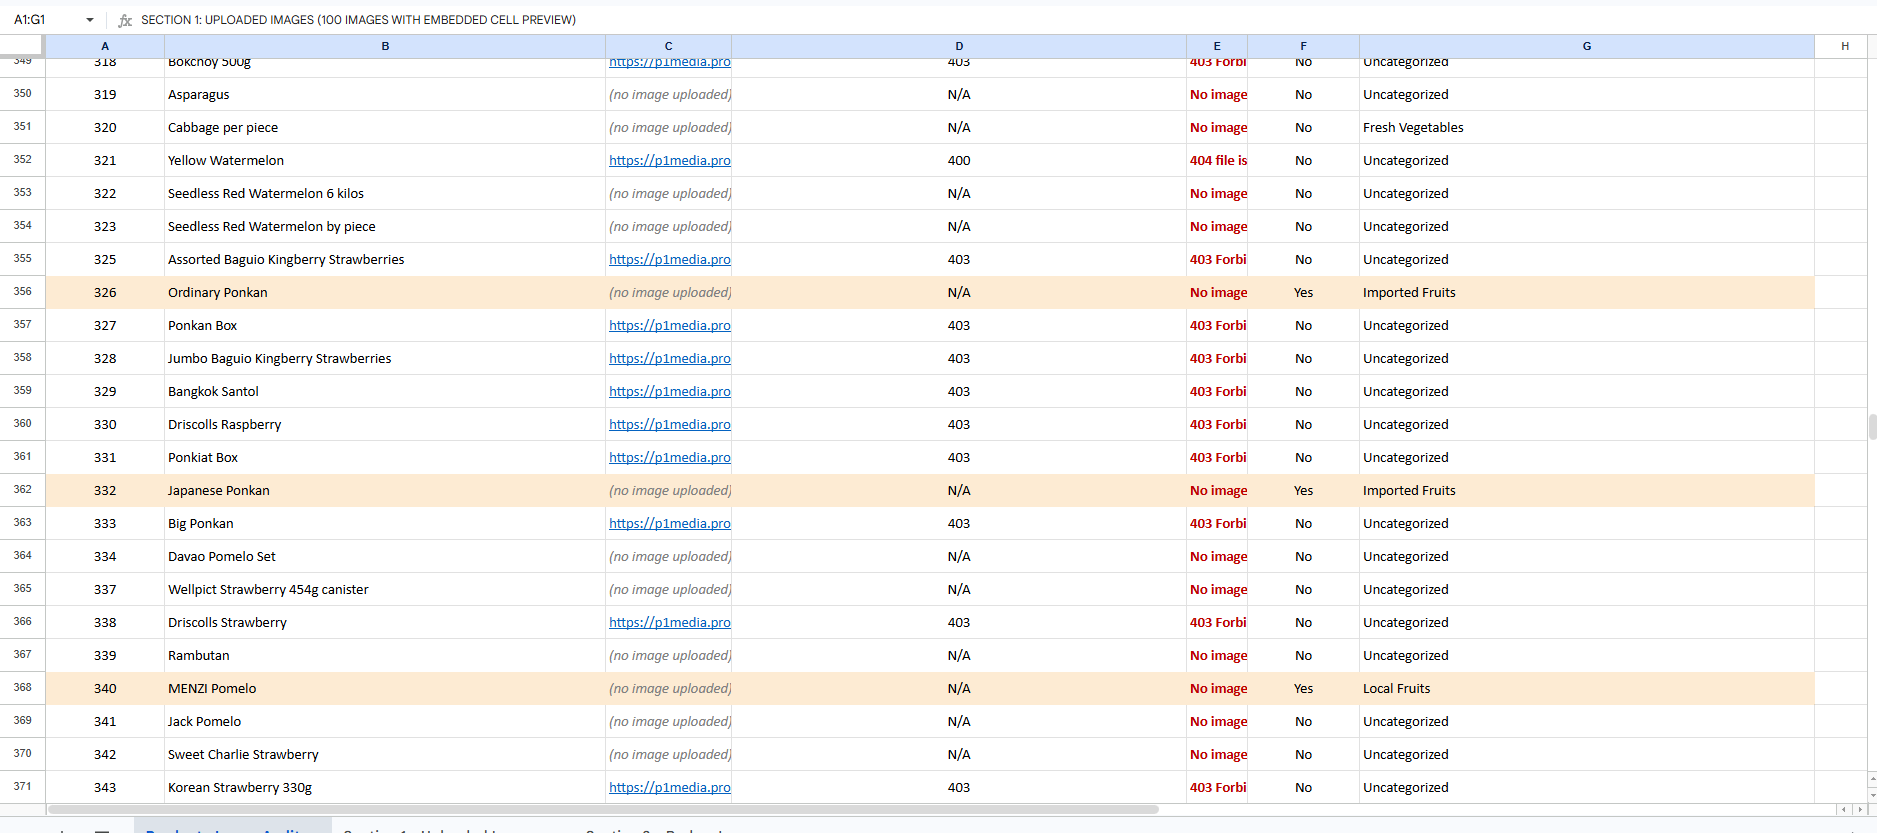 A1:G1 fx SECTION 1: UPLOADED IMAGES (100 IMAGES WITH EMBEDDED CELL PREVIEW)
A B C D E F G H
349 318 Bokchoy 500g https://p1media.pro 403 403 Forbi No Uncategorized
350 319 Asparagus (no image uploaded) N/A No image No Uncategorized
351 320 Cabbage per piece (no image uploaded) N/A No image No Fresh Vegetables
352 321 Yellow Watermelon https://p1media.pro 400 404 file is No Uncategorized
353 322 Seedless Red Watermelon 6 kilos (no image uploaded) N/A No image No Uncategorized
354 323 Seedless Red Watermelon by piece (no image uploaded) N/A No image No Uncategorized
355 325 Assorted Baguio Kingberry Strawberries https://p1media.pro 403 403 Forbi No Uncategorized
356 326 Ordinary Ponkan (no image uploaded) N/A No image Yes Imported Fruits
357 327 Ponkan Box https://p1media.pro 403 403 Forbi No Uncategorized
358 328 Jumbo Baguio Kingberry Strawberries https://p1media.pro 403 403 Forbi No Uncategorized
359 329 Bangkok Santol https://p1media.pro 403 403 Forbi No Uncategorized
360 330 Driscolls Raspberry https://p1media.pro 403 403 Forbi No Uncategorized
361 331 Ponkiat Box https://p1media.pro 403 403 Forbi No Uncategorized
362 332 Japanese Ponkan (no image uploaded) N/A No image Yes Imported Fruits
363 333 Big Ponkan https://p1media.pro 403 403 Forbi No Uncategorized
364 334 Davao Pomelo Set (no image uploaded) N/A No image No Uncategorized
365 337 Wellpict Strawberry 454g canister (no image uploaded) N/A No image No Uncategorized
366 338 Driscolls Strawberry https://p1media.pro 403 403 Forbi No Uncategorized
367 339 Rambutan (no image uploaded) N/A No image No Uncategorized
368 340 MENZI Pomelo (no image uploaded) N/A No image Yes Local Fruits
369 341 Jack Pomelo (no image uploaded) N/A No image No Uncategorized
370 342 Sweet Charlie Strawberry (no image uploaded) N/A No image No Uncategorized
371 343 Korean Strawberry 330g https://p1media.pro 403 403 Forbi No Uncategorized